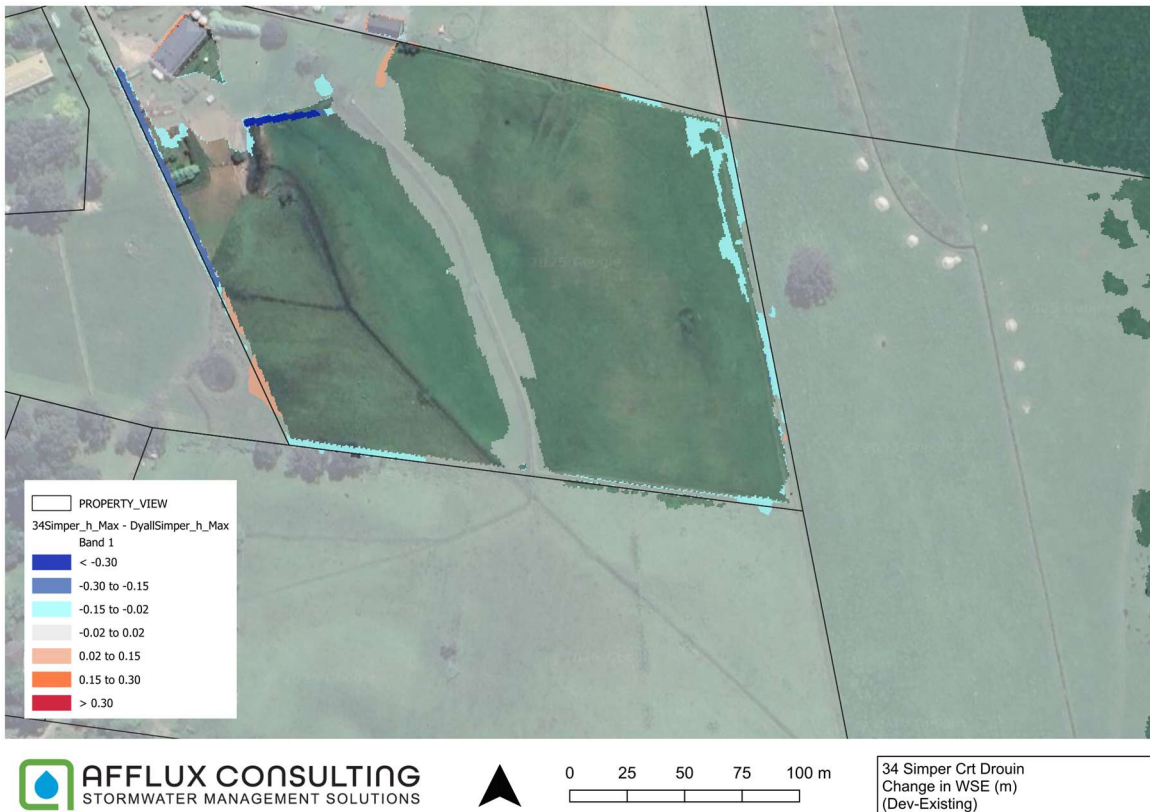 2025 Google
PROPERTY_VIEW
34Simper_h_Max - DyallSimper_h_Max
Band 1
< -0.30
-0.30 to -0.15
-0.15 to -0.02
-0.02 to 0.02
0.02 to 0.15
0.15 to 0.30
> 0.30
AFFLUX CONSULTING
STORMWATER MANAGEMENT SOLUTIONS
0 25 50 75 100 m
34 Simper Crt Drouin
Change in WSE (m)
(Dev-Existing)